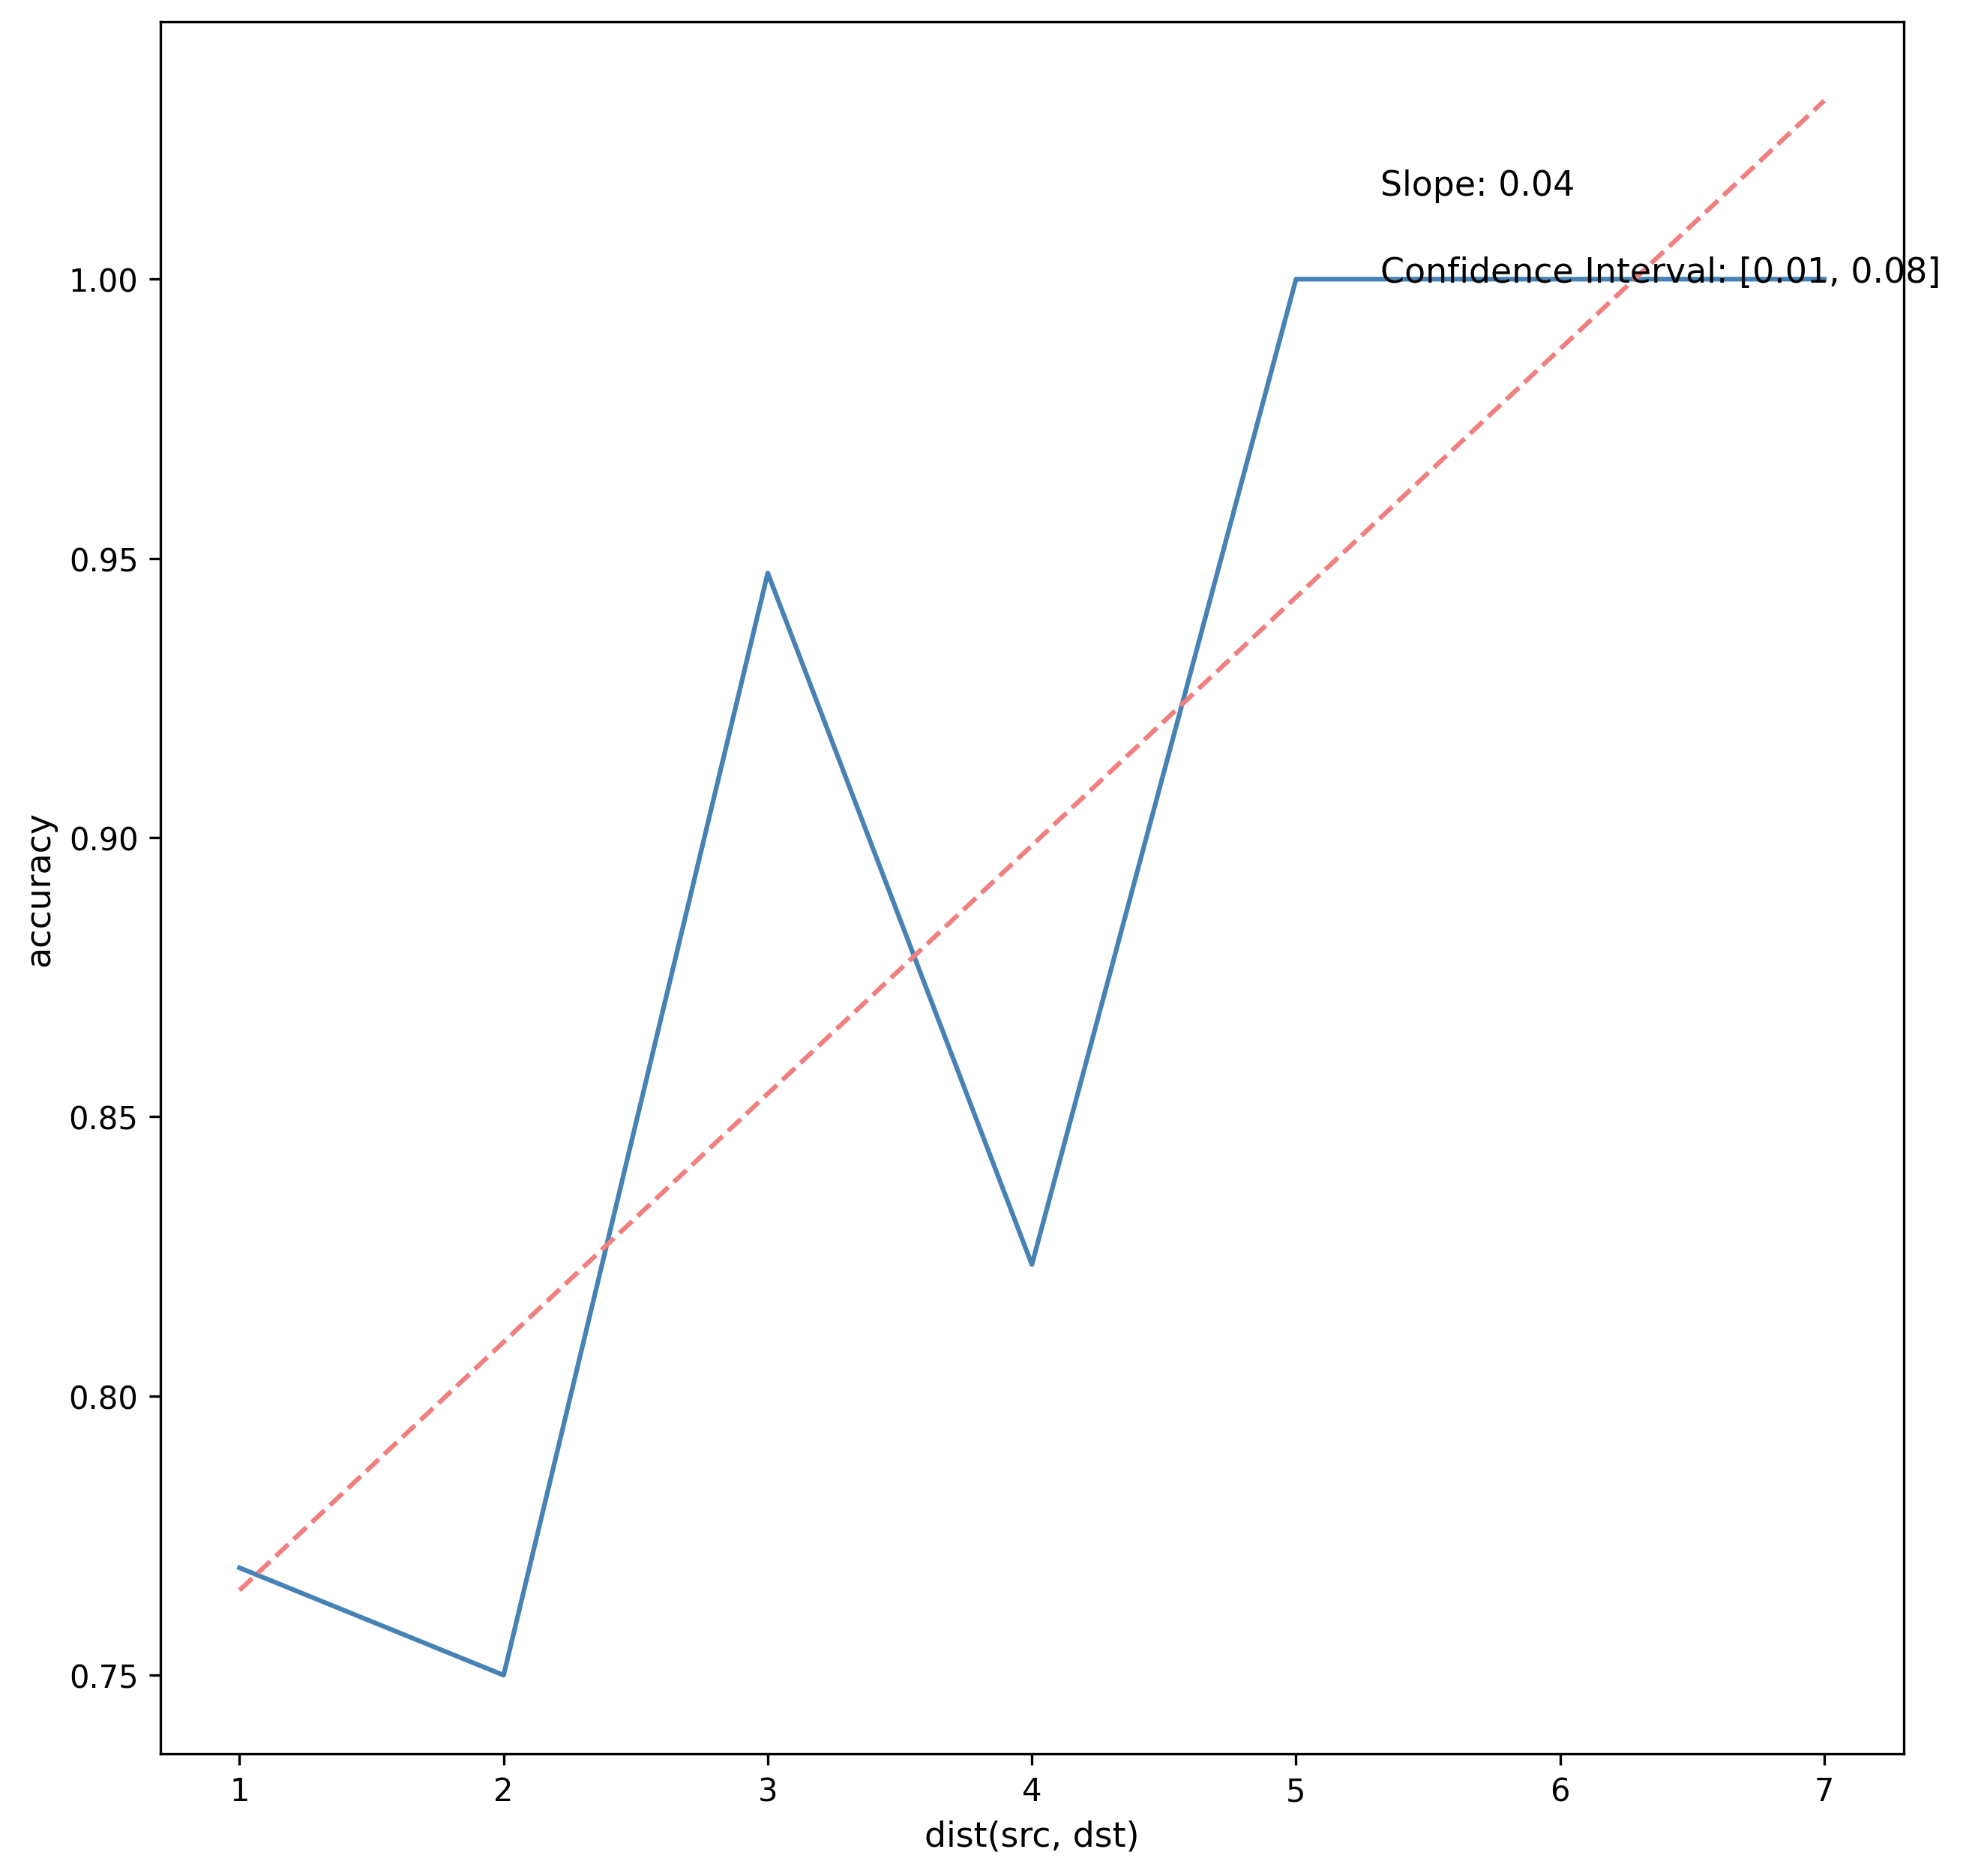 Slope: 0.04
Confidence Interval: [0.01, 0.08]
1.00
0.95
0.90
0.85
0.80
0.75
accuracy
1 2 3 4 5 6 7
dist(src, dst)